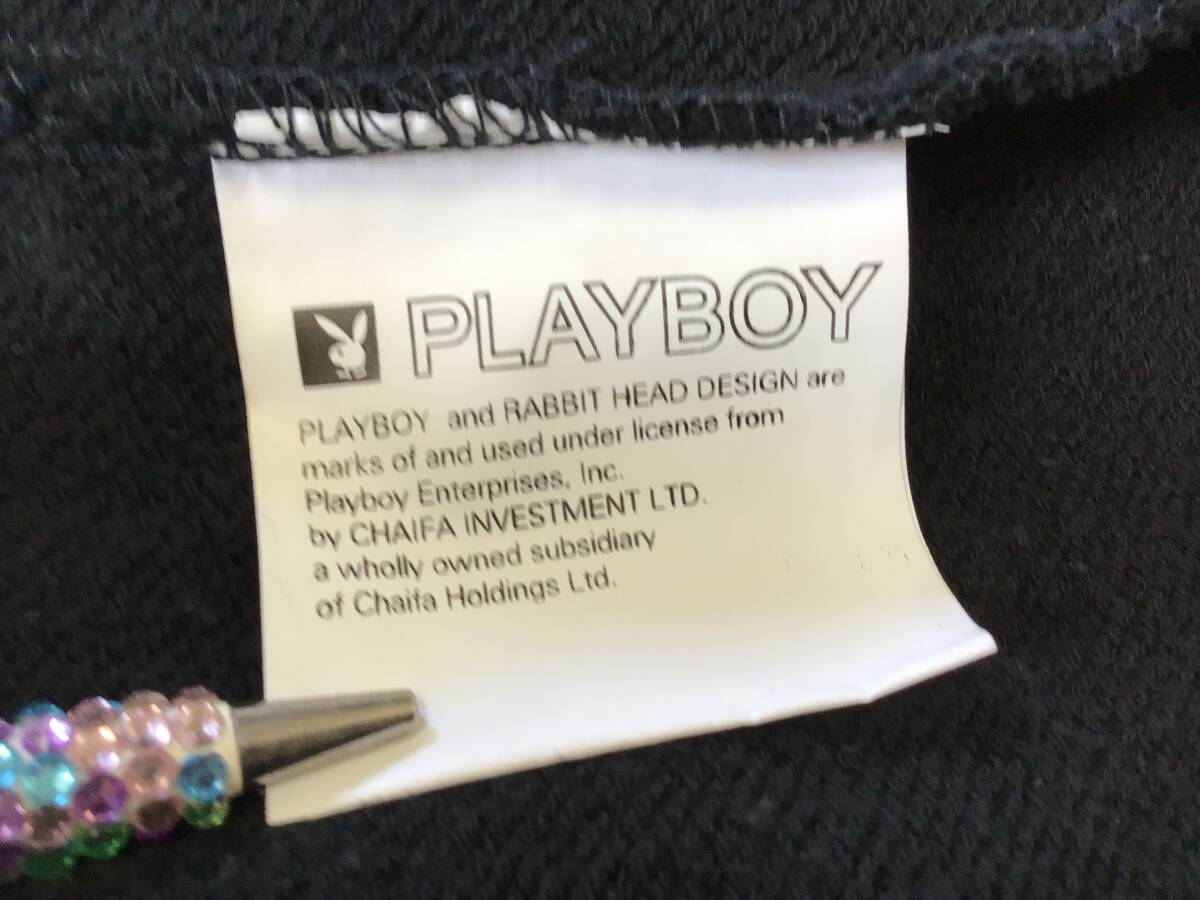 PLAYBOY
PLAYBOY and RABBIT HEAD DESIGN are
marks of and used under license from
Playboy Enterprises, Inc.
by CHAIFA INVESTMENT LTD.
a wholly owned subsidiary
of Chaifa Holdings Ltd.